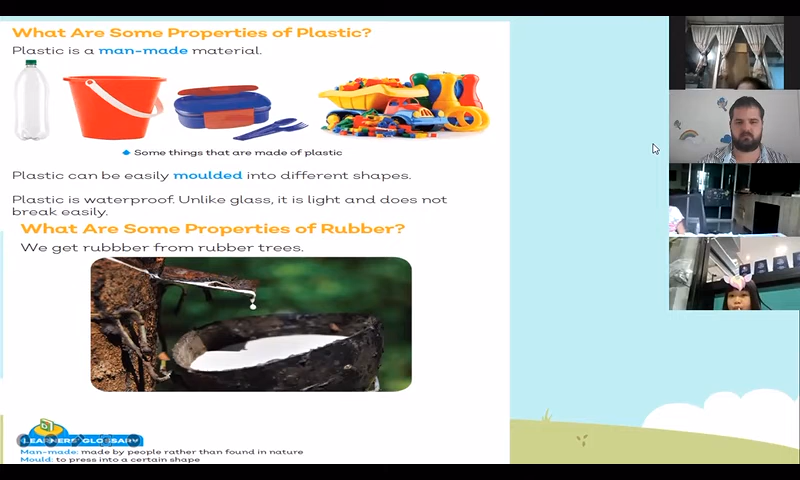 What Are Some Properties of Plastic?
Plastic is a man-made material.
Some things that are made of plastic
Plastic can be easily moulded into different shapes.
Plastic is waterproof. Unlike glass, it is light and does not
break easily.
What Are Some Properties of Rubber?
We get rubbber from rubber trees.
LEARNERS' GLOSSARY
Man-made: made by people rather than found in nature
Mould: to press into a certain shape